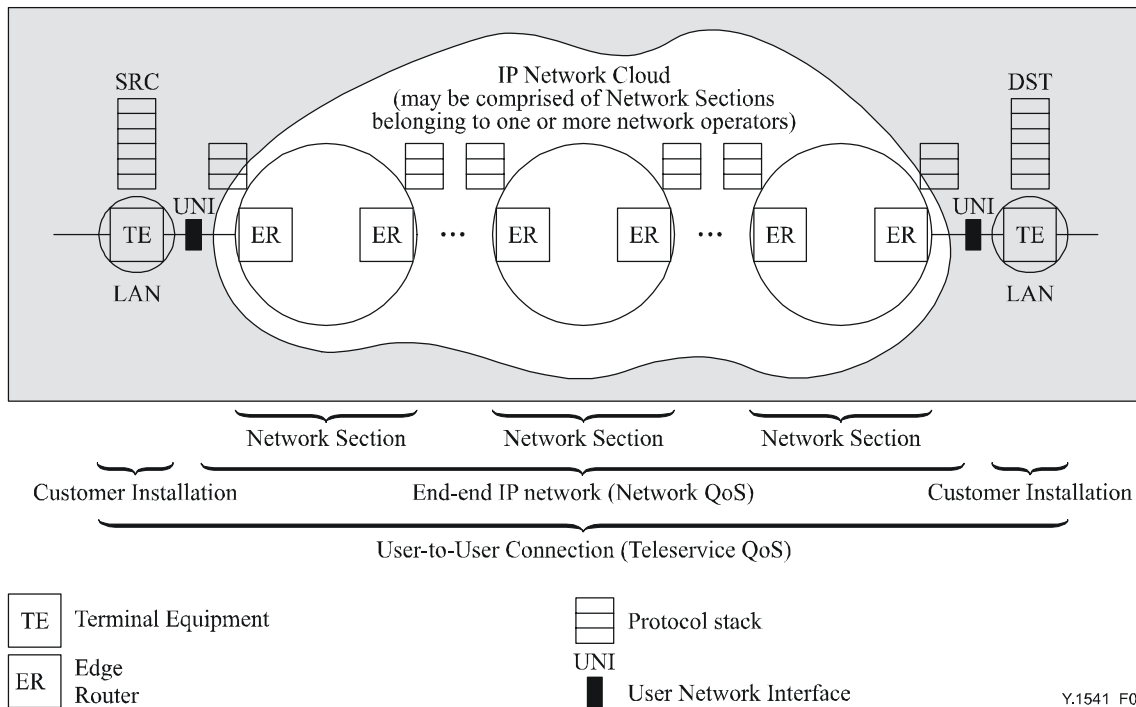 IP Network Cloud
(may be comprised of Network Sections
belonging to one or more network operators)
SRC
DST
UNI
UNI
TE
ER
ER
...
ER
ER
...
ER
ER
TE
LAN
LAN
Network Section
Network Section
Network Section
Customer Installation
End-end IP network (Network QoS)
Customer Installation
User-to-User Connection (Teleservice QoS)
TE
Terminal Equipment
Protocol stack
ER
Edge
Router
UNI
User Network Interface
Y.1541_F0